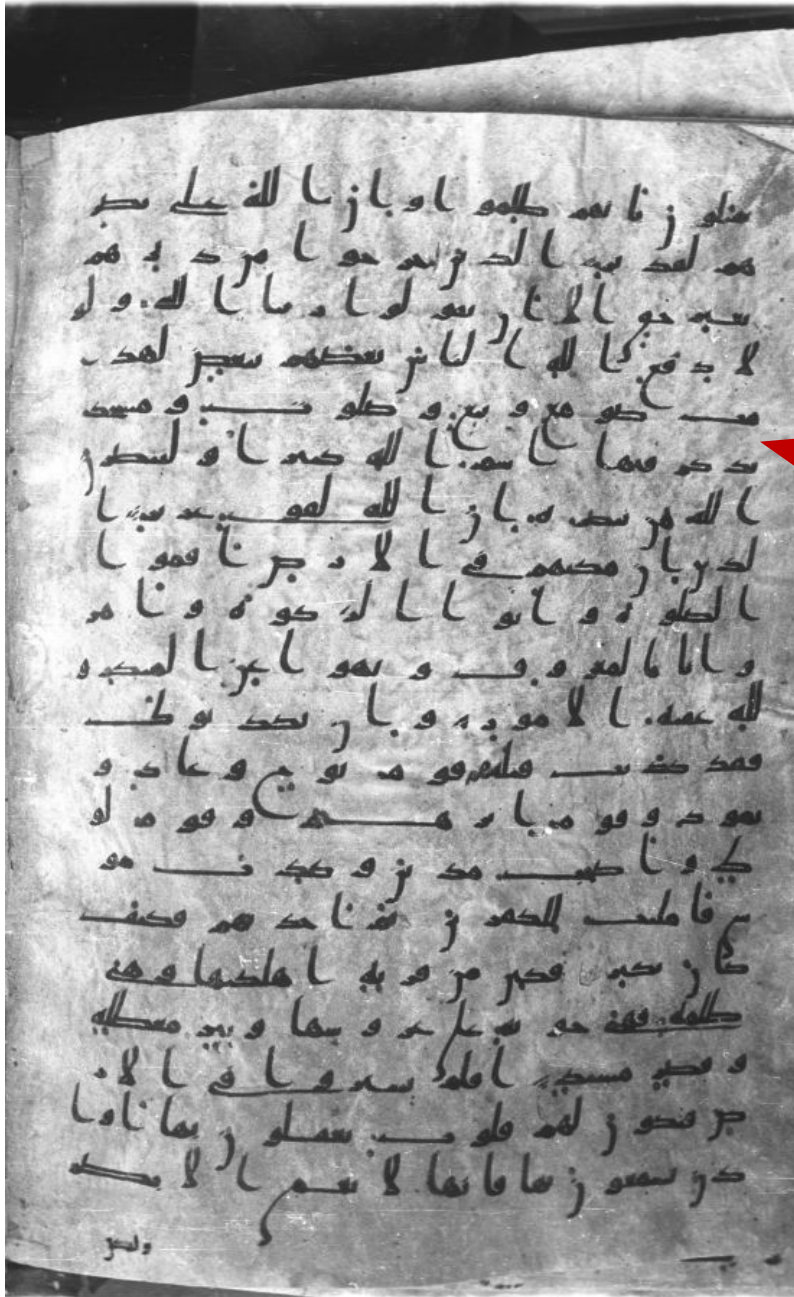 يقتلون بانهم ظلموا وان الله على نصر
هم لقدير الذين اخرجوا من ديرهم
بغير حق الا ان يقولوا ربنا الله ولو
لا دفع الله الناس بعضهم ببعض لهد
مت صومع وبيع وصلوت ومسجد
يذكر فيها اسم الله كثيرا ولينصرن
الله من ينصره ان الله لقوي عزيز ا
لذين ان مكنهم في الارض اقموا
الصلوة واتوا الزكوة وامر
وا بالمعروف ونهوا عن المنكر و
لله عقبة الامور وان يكذبوك
فقد كذبت قبلهم قوم نوح وعاد و
ثمود وقوم ابرهيم وقوم لو
ط واصحب مدين وكذب مو
سى فامليت للكفرين ثم اخذتهم فكيف
كان نكير فكاين من قرية اهلكنها وهي
ظلمة فهي خوية على عروشها وبير معطلة
وقصر مشيد افلم يسيروا في الار
ض فتكون لهم قلوب يعقلون بها او ا
ذان يسمعون بها فانها لا تعمى الابصر
ولكن